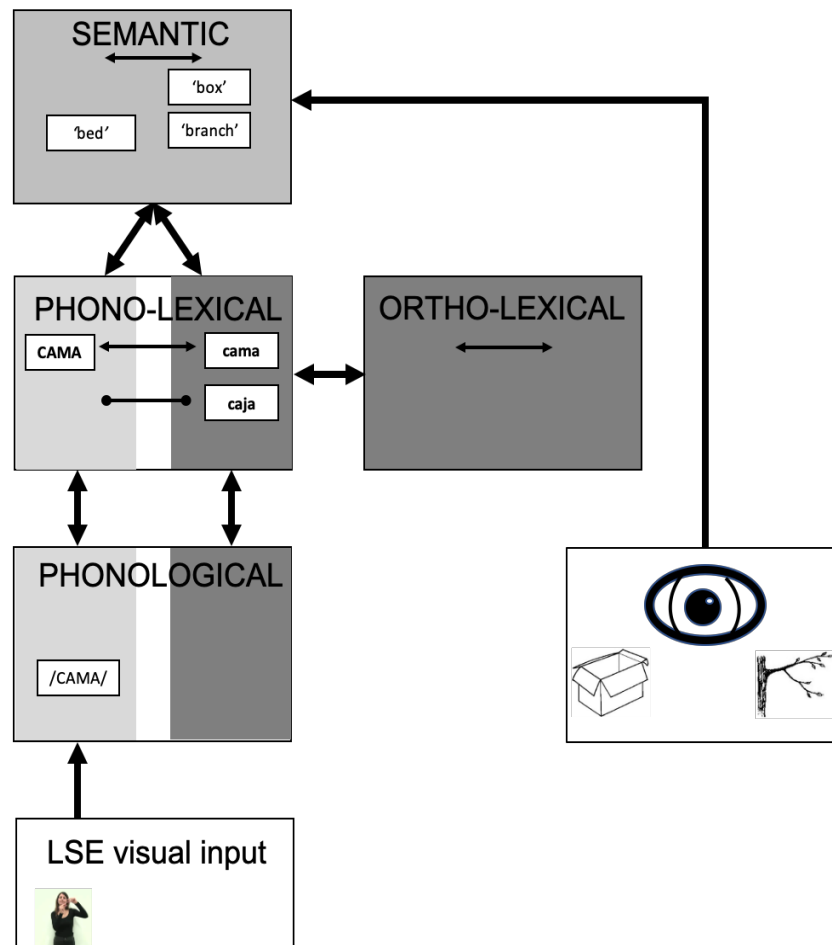 SEMANTIC
'box'
'bed'
'branch'
PHONO-LEXICAL
CAMA
cama
caja
ORTHO-LEXICAL
PHONOLOGICAL
/CAMA/
LSE visual input